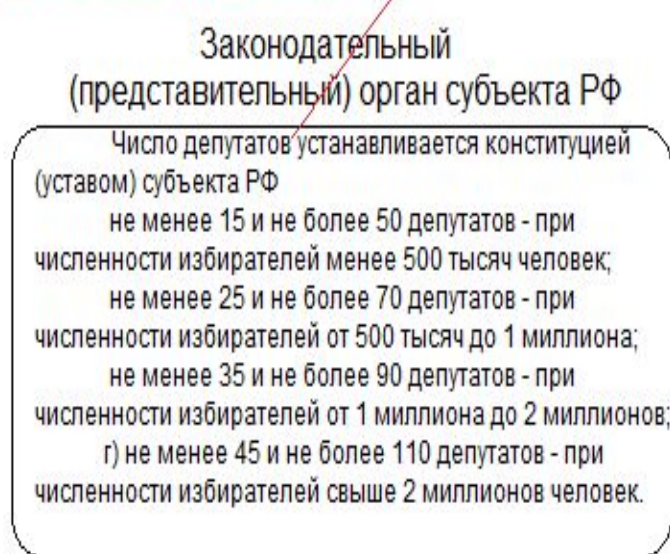 Законодательный
(представительный) орган субъекта РФ
Число депутатов устанавливается конституцией
(уставом) субъекта РФ
не менее 15 и не более 50 депутатов - при
численности избирателей менее 500 тысяч человек;
не менее 25 и не более 70 депутатов - при
численности избирателей от 500 тысяч до 1 миллиона;
не менее 35 и не более 90 депутатов - при
численности избирателей от 1 миллиона до 2 миллионов;
г) не менее 45 и не более 110 депутатов - при
численности избирателей свыше 2 миллионов человек.